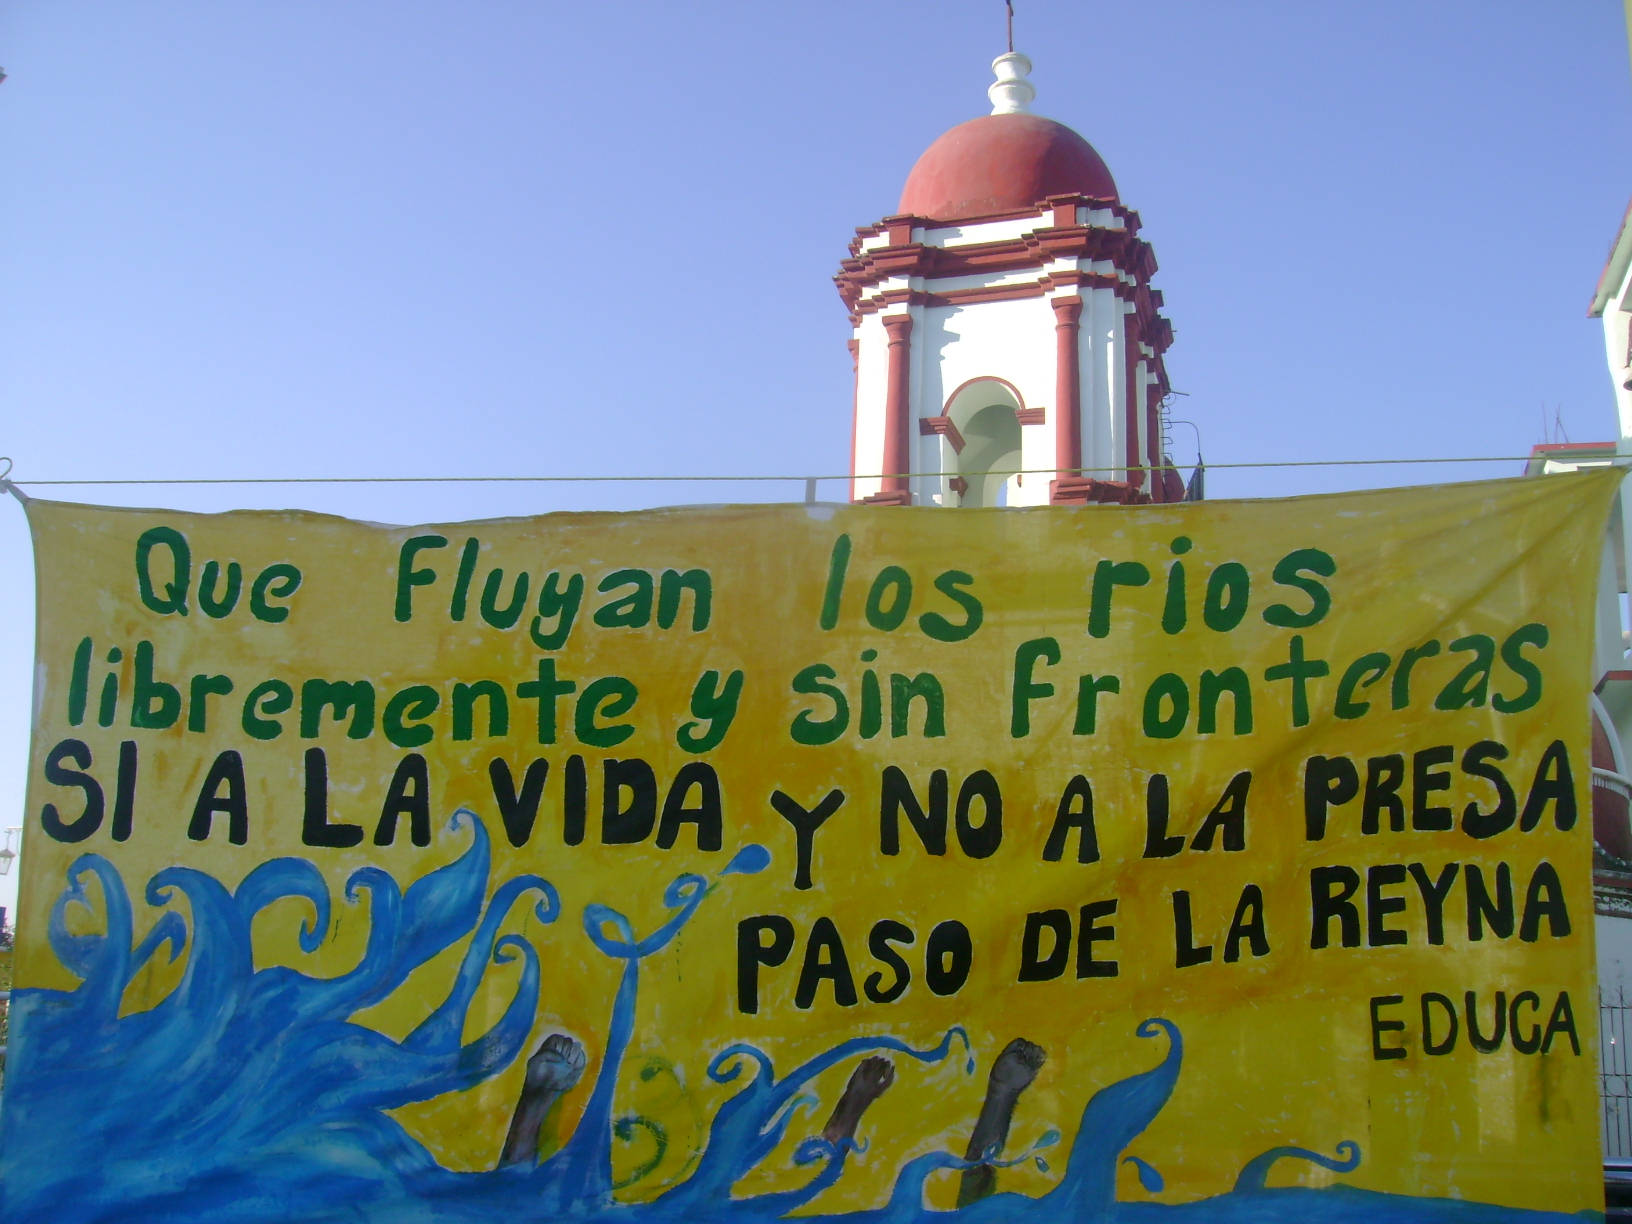 Que Fluyan los rios
libremente y sin fronteras
SI A LA VIDA Y NO A LA PRESA
PASO DE LA REYNA
EDUCA